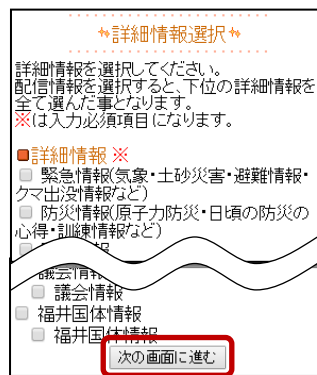 詳細情報選択
詳細情報を選択してください。
配信情報を選択すると、下位の詳細情報を
全て選んだ事となります。
※は入力必須項目になります。
■詳細情報 ※
緊急情報(気象・土砂災害・避難情報・
クマ出没情報など)
防災情報(原子力防災・日頃の防災の
心得・訓練情報など)
議会情報
議会情報
福井国体情報
福井国体情報
次の画面に進む